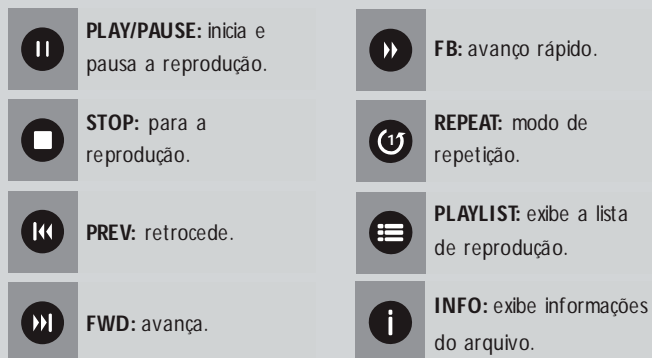 PLAY/PAUSE: inicia e
pausa a reprodução.
STOP: para a
reprodução.
PREV: retrocede.
FWD: avança.
FB: avanço rápido.
1
REPEAT: modo de
repetição.
PLAYLIST: exibe a lista
de reprodução.
INFO: exibe informações
do arquivo.